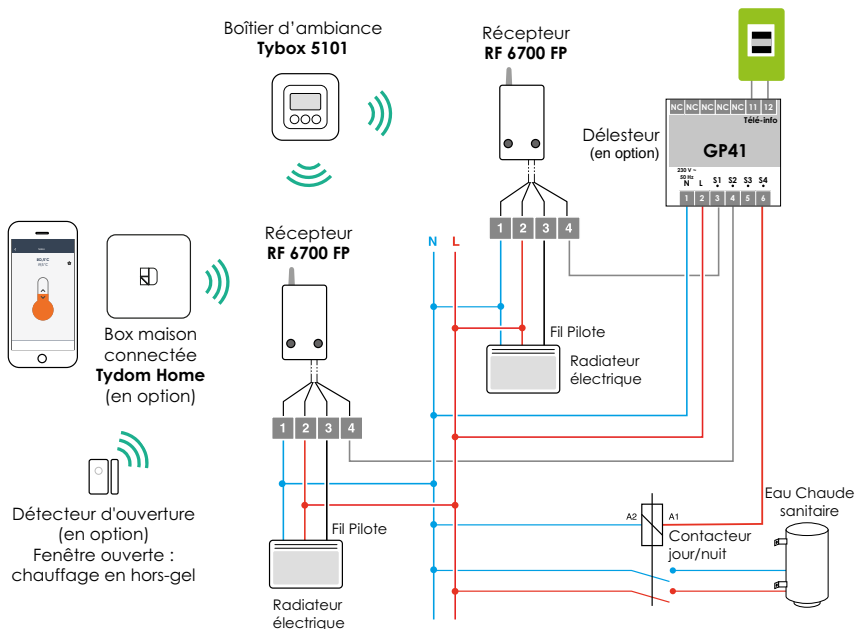 Boîtier d'ambiance
Tybox 5101
Récepteur
RF 6700 FP
NC NC NC NC NC 11 12
Télé-info
Délesteur
(en option)
GP41
230 V ~
50 Hz
N L S1 S2 S3 S4
1 2 3 4 5 6
1 2 3 4
N L
Récepteur
RF 6700 FP
Box maison
connectée
Tydom Home
(en option)
Fil Pilote
Radiateur
électrique
1 2 3 4
Détecteur d'ouverture
(en option)
Fenêtre ouverte :
chauffage en hors-gel
Fil Pilote
Radiateur
électrique
A2 A1
Contacteur
jour/nuit
Eau Chaude
sanitaire